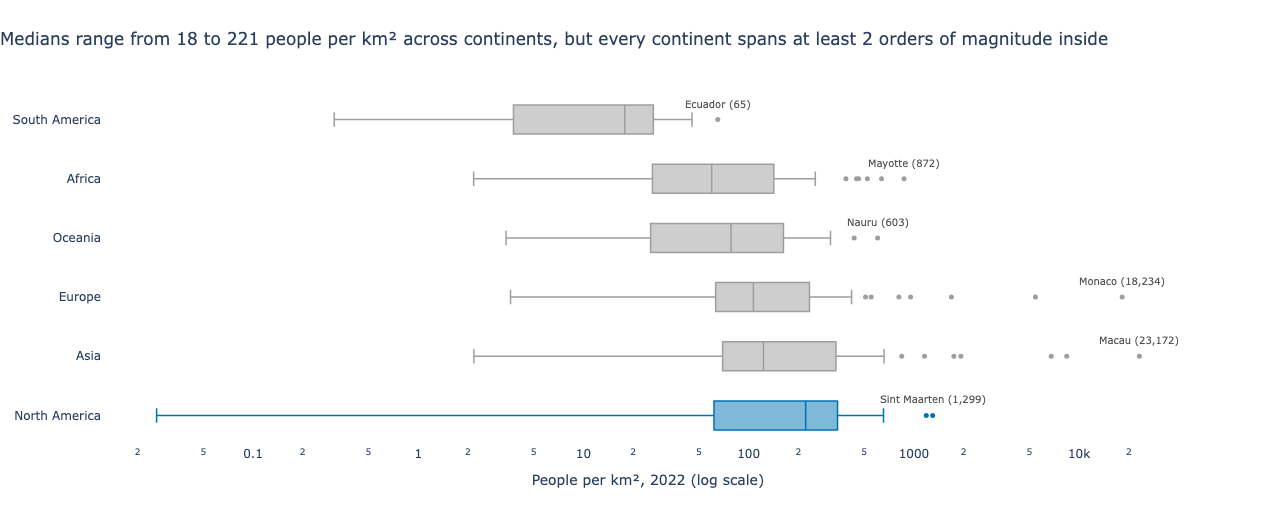 Medians range from 18 to 221 people per km² across continents, but every continent spans at least 2 orders of magnitude inside
Ecuador (65)
South America
Mayotte (872)
Africa
Nauru (603)
Oceania
Monaco (18,234)
Europe
Macau (23,172)
Asia
Sint Maarten (1,299)
North America
2 5 0.1 2 5 1 2 5 10 2 5 100 2 5 1000 2 5 10k 2
People per km², 2022 (log scale)